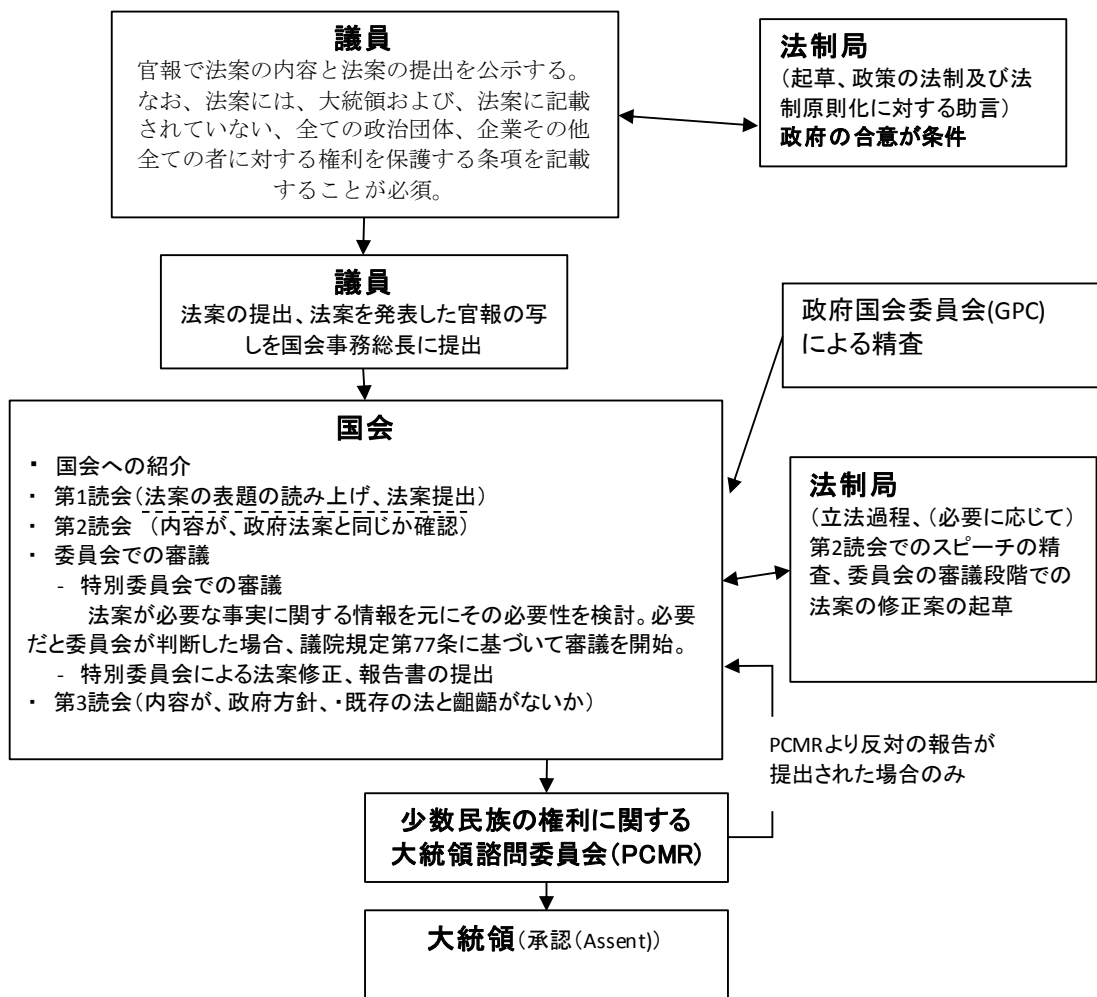 議員
官報で法案の内容と法案の提出を公示する。
なお、法案には、大統領および、法案に記載
されていない、全ての政治団体、企業その他
全ての者に対する権利を保護する条項を記載
することが必須。
法制局
(起草、政策の法制及び法
制原則化に対する助言)
政府の合意が条件
議員
法案の提出、法案を発表した官報の写
しを国会事務総長に提出
政府国会委員会(GPC)
による精査
国会
・ 国会への紹介
・ 第1読会(法案の表題の読み上げ、法案提出)
・ 第2読会 (内容が、政府法案と同じか確認)
・ 委員会での審議
- 特別委員会での審議
法案が必要な事実に関する情報を元にその必要性を検討。必要
だと委員会が判断した場合、議院規定第77条に基づいて審議を開始。
- 特別委員会による法案修正、報告書の提出
・ 第3読会(内容が、政府方針、・既存の法と齟齬がないか)
法制局
(立法過程、(必要に応じて)
第2読会でのスピーチの精
査、委員会の審議段階での
法案の修正案の起草
PCMRより反対の報告が
提出された場合のみ
少数民族の権利に関する
大統領諮問委員会(PCMR)
大統領(承認(Assent))